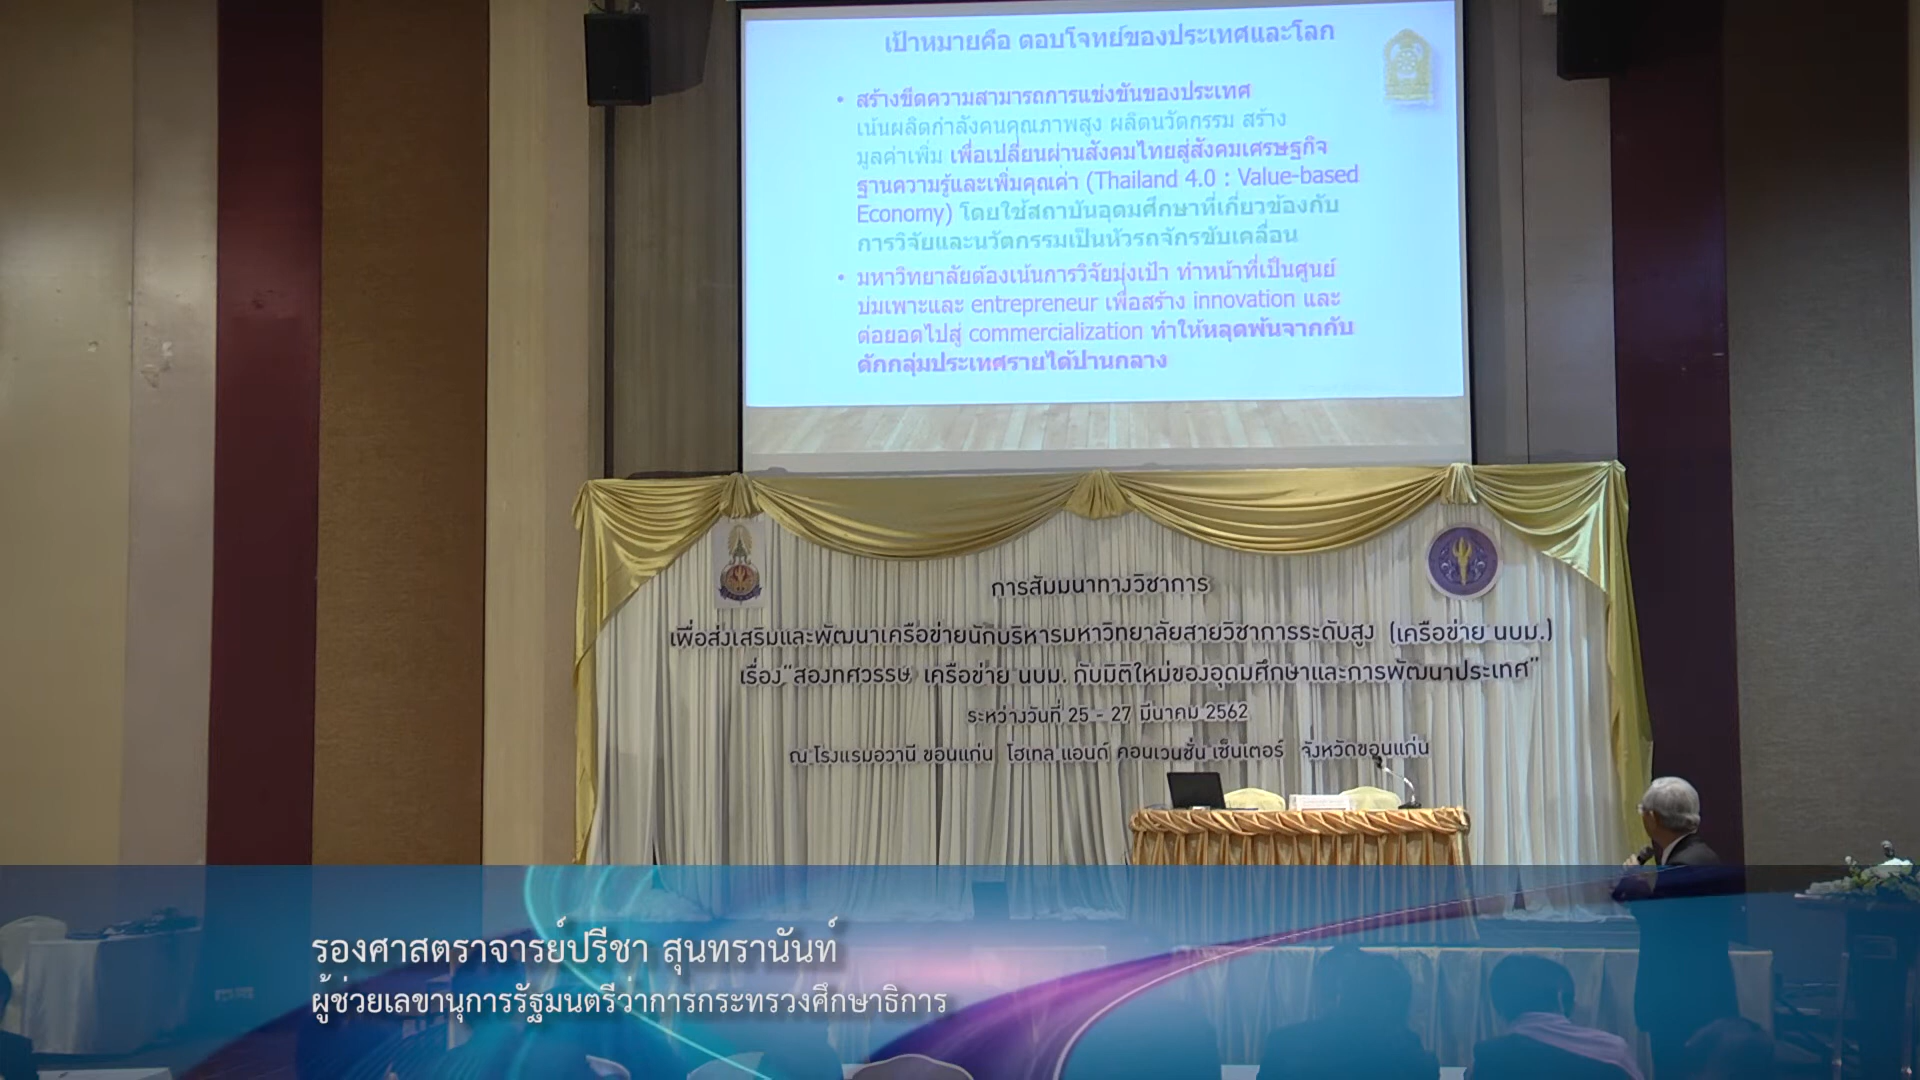 เป้าหมายคือ ตอบโจทย์ของประเทศและโลก
• สร้างขีดความสามารถการแข่งขันของประเทศ
เน้นผลิตกำลังคนคุณภาพสูง ผลิตนวัตกรรม สร้าง
มูลค่าเพิ่ม เพื่อเปลี่ยนผ่านสังคมไทยสู่สังคมเศรษฐกิจ
ฐานความรู้และเพิ่มคุณค่า (Thailand 4.0 : Value-based
Economy) โดยใช้สถาบันอุดมศึกษาที่เกี่ยวข้องกับ
การวิจัยและนวัตกรรมเป็นหัวรถจักรขับเคลื่อน
• มหาวิทยาลัยต้องเน้นการวิจัยมุ่งเป้า ทำหน้าที่เป็นศูนย์
บ่มเพาะและ entrepreneur เพื่อสร้าง innovation และ
ต่อยอดไปสู่ commercialization ทำให้หลุดพ้นจากกับ
ดักกลุ่มประเทศรายได้ปานกลาง
การสัมมนาทางวิชาการ
เพื่อส่งเสริมและพัฒนาเครือข่ายนักบริหารมหาวิทยาลัยสายวิชาการระดับสูง (เครือข่าย นบม.)
เรื่อง"สองทศวรรษ เครือข่าย นบม. กับมิติใหม่ของอุดมศึกษาและการพัฒนาประเทศ"
ระหว่างวันที่ 25 - 27 มีนาคม 2562
ณ โรงแรมอวานี ขอนแก่น โฮเทล แอนด์ คอนเวนชั่น เซ็นเตอร์ จังหวัดขอนแก่น
รองศาสตราจารย์ปรีชา สุนทรานันท์
ผู้ช่วยเลขานุการรัฐมนตรีว่าการกระทรวงศึกษาธิการ